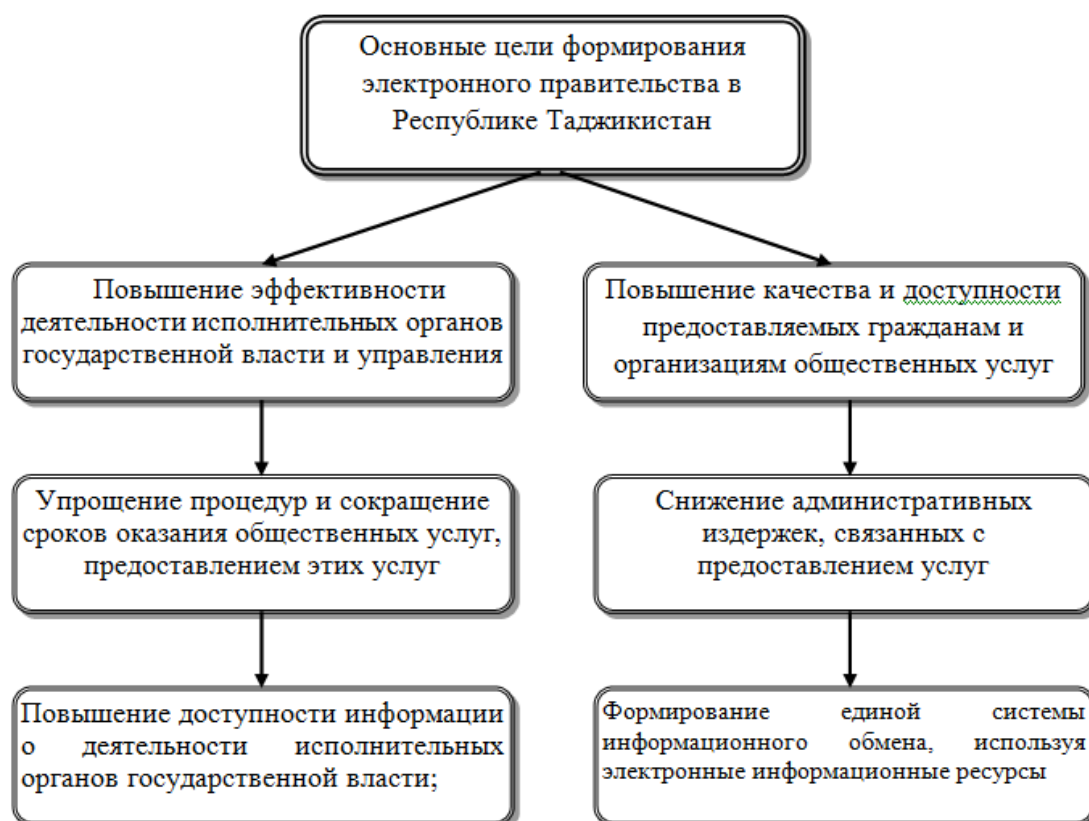 Основные цели формирования
электронного правительства в
Республике Таджикистан
Повышение эффективности
деятельности исполнительных органов
государственной власти и управления
Повышение качества и доступности
предоставляемых гражданам и
организациям общественных услуг
Упрощение процедур и сокращение
сроков оказания общественных услуг,
предоставлением этих услуг
Снижение административных
издержек, связанных с
предоставлением услуг
Повышение доступности информации
о деятельности исполнительных
органов государственной власти;
Формирование единой системы
информационного обмена, используя
электронные информационные ресурсы